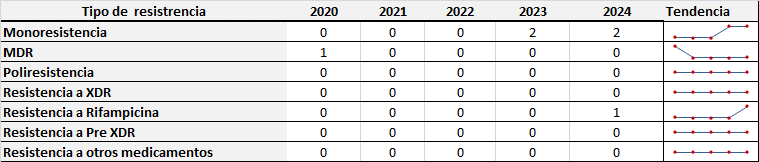 Tipo de resistrencia 2020 2021 2022 2023 2024 Tendencia
Monoresistencia 0 0 0 2 2
MDR 1 0 0 0 0
Poliresistencia 0 0 0 0 0
Resistencia a XDR 0 0 0 0 0
Resistencia a Rifampicina 0 0 0 0 1
Resistencia a Pre XDR 0 0 0 0 0
Resistencia a otros medicamentos 0 0 0 0 0